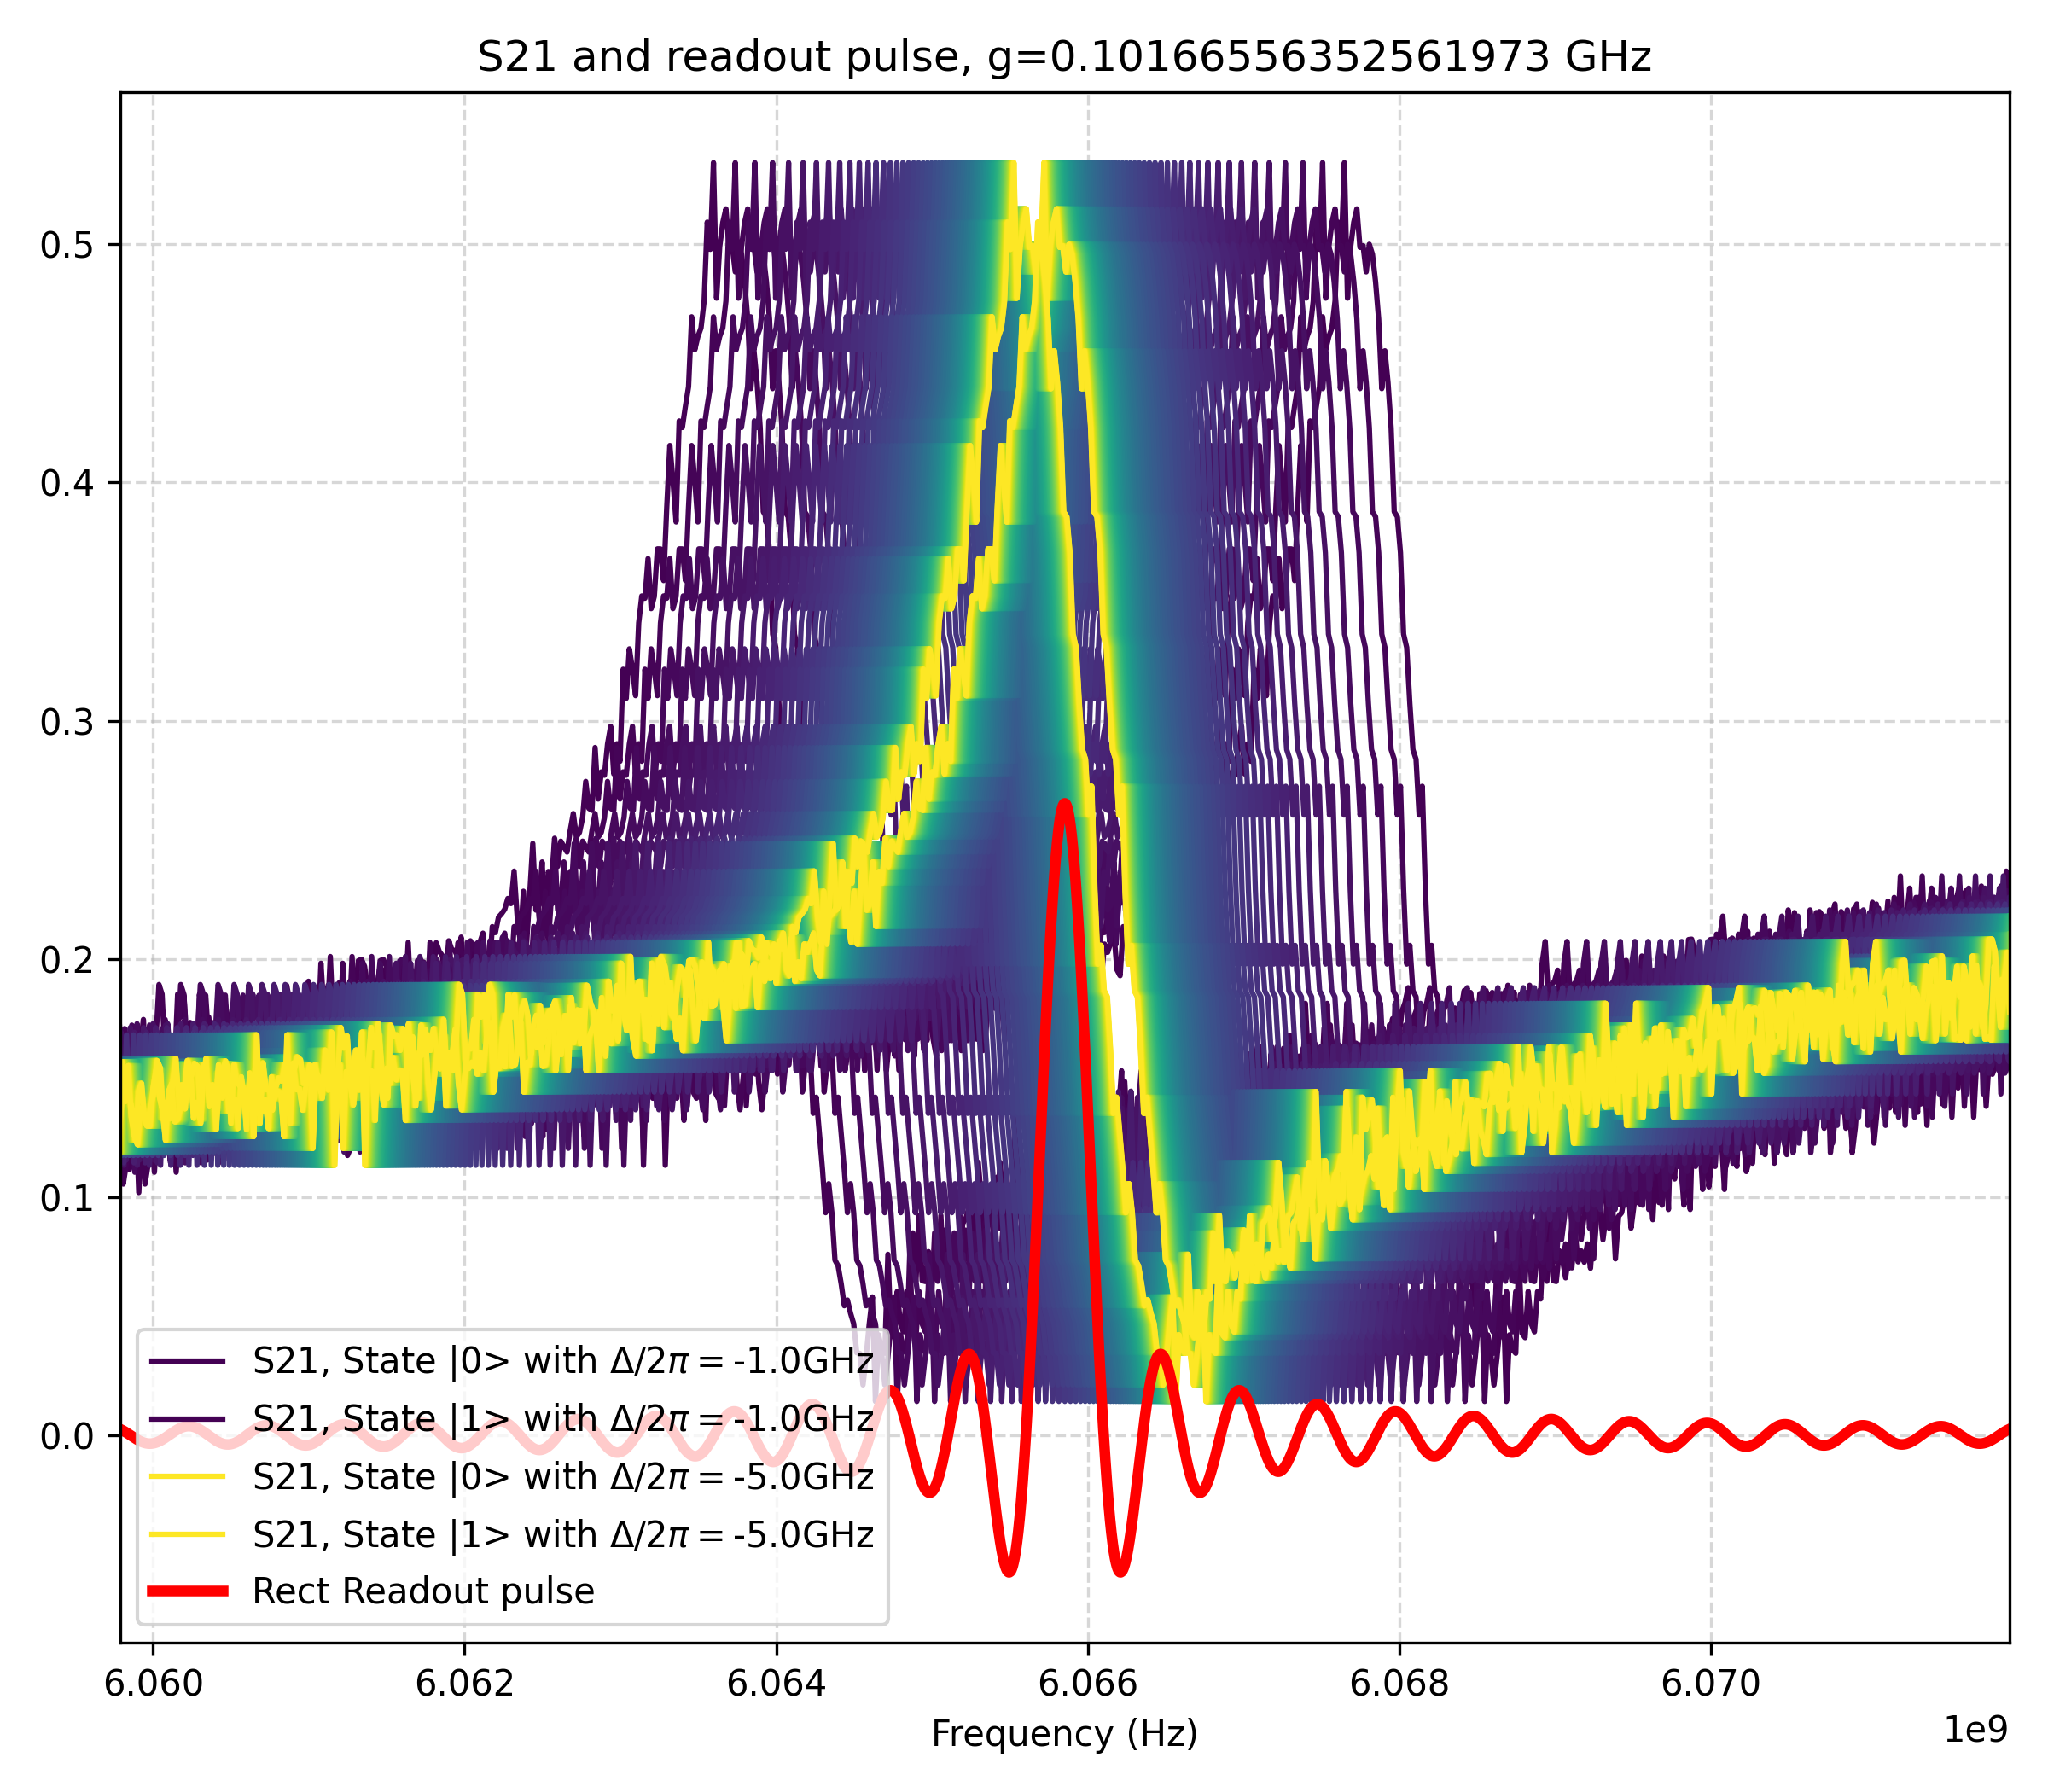 S21 and readout pulse, g=0.10166556352561973 GHz
0.5
0.4
0.3
0.2
0.1
0.0
S21, State |0> with Δ/2π = -1.0GHz
S21, State |1> with Δ/2π = -1.0GHz
S21, State |0> with Δ/2π = -5.0GHz
S21, State |1> with Δ/2π = -5.0GHz
Rect Readout pulse
6.060 6.062 6.064 6.066 6.068 6.070
Frequency (Hz)
1e9